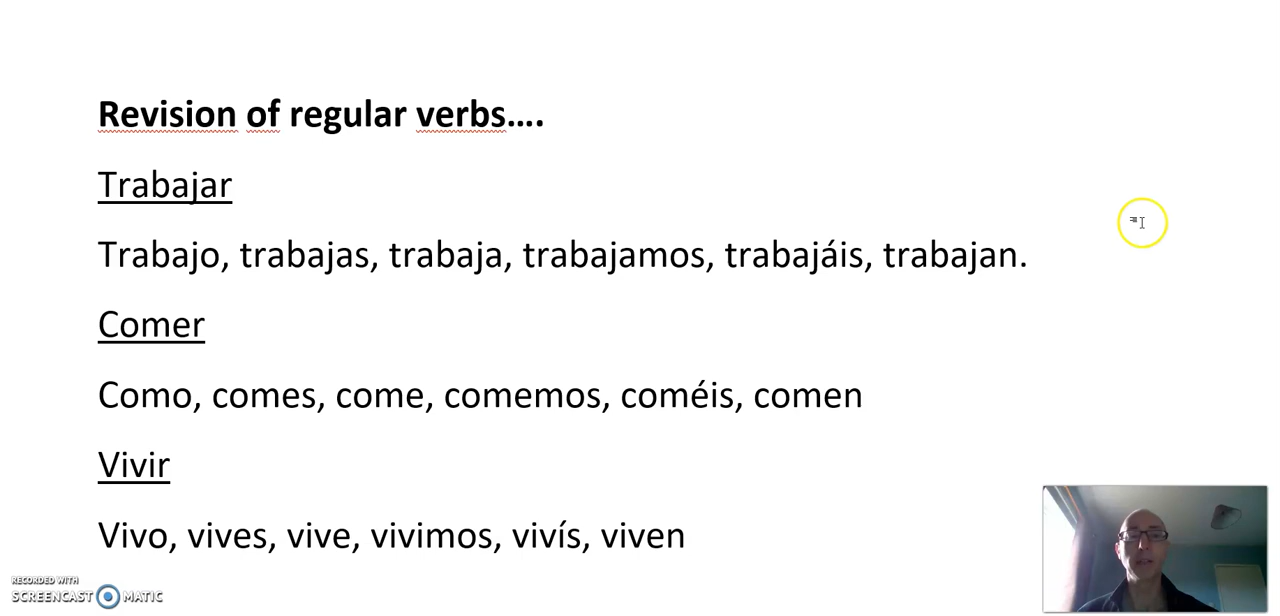 Revision of regular verbs....
Trabajar
Trabajo, trabajas, trabaja, trabajamos, trabajáis, trabajan.
Comer
Como, comes, come, comemos, coméis, comen
Vivir
Vivo, vives, vive, vivimos, vivís, viven
RECORDED WITH
SCREENCAST MATIC